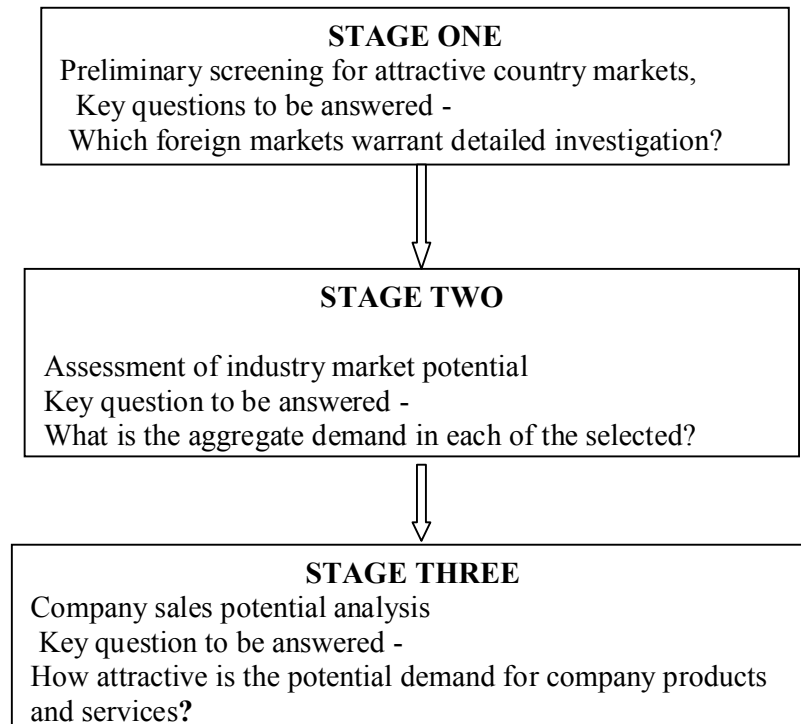 STAGE ONE
Preliminary screening for attractive country markets,
Key questions to be answered -
Which foreign markets warrant detailed investigation?
STAGE TWO
Assessment of industry market potential
Key question to be answered -
What is the aggregate demand in each of the selected?
STAGE THREE
Company sales potential analysis
Key question to be answered -
How attractive is the potential demand for company products
and services?